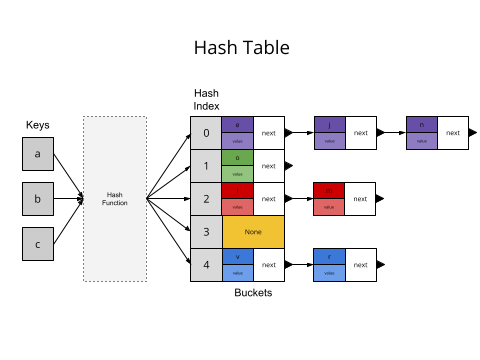 Hash Table
Hash
Index
Keys
a
b
c
Hash
Function
0
e
value
next
j
value
next
n
value
next
1
o
value
next
2
value
next
m
value
next
3
None
4
v
value
next
r
value
next
Buckets